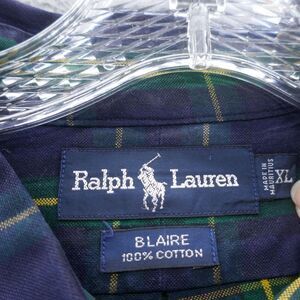 Ralph Lauren
MADE IN
MAURITIUS
XL
BLAIRE
100% COTTON